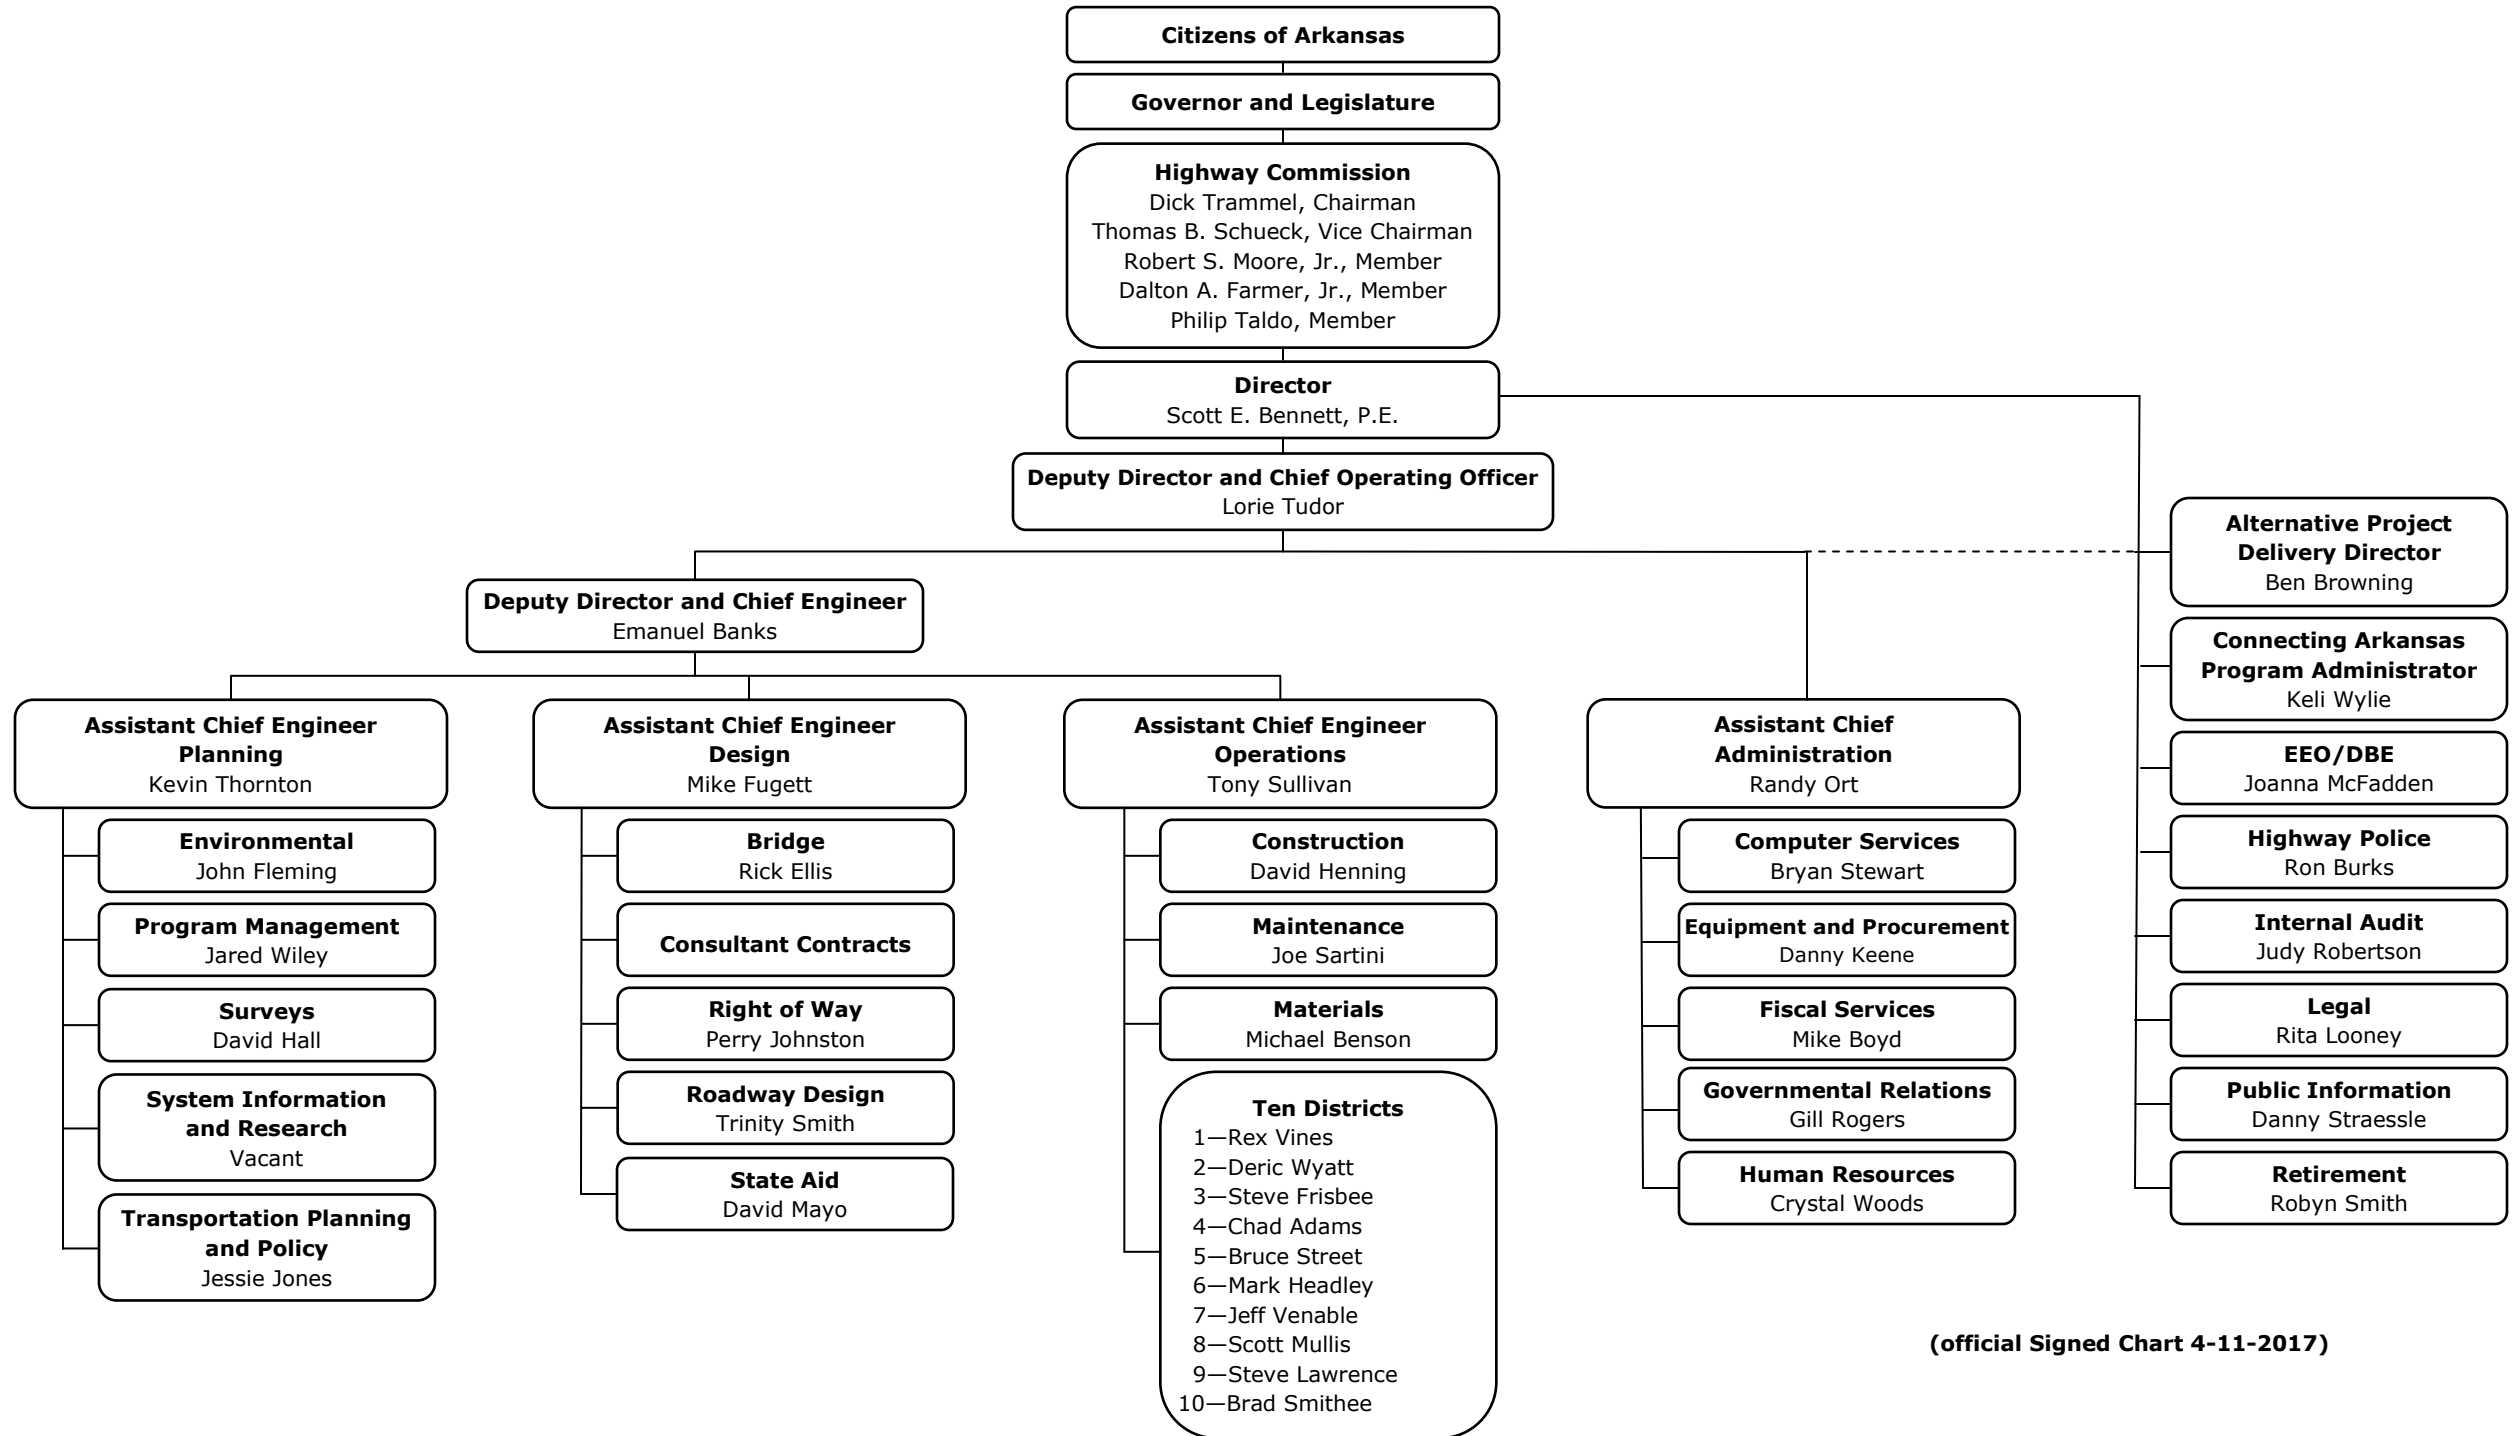 Citizens of Arkansas
Governor and Legislature
Highway Commission
Dick Trammel, Chairman
Thomas B. Schueck, Vice Chairman
Robert S. Moore, Jr., Member
Dalton A. Farmer, Jr., Member
Philip Taldo, Member
Director
Scott E. Bennett, P.E.
Deputy Director and Chief Operating Officer
Lorie Tudor
Deputy Director and Chief Engineer
Emanuel Banks
Assistant Chief Engineer
Planning
Kevin Thornton
Environmental
John Fleming
Program Management
Jared Wiley
Surveys
David Hall
System Information
and Research
Vacant
Transportation Planning
and Policy
Jessie Jones
Assistant Chief Engineer
Design
Mike Fugett
Bridge
Rick Ellis
Consultant Contracts
Right of Way
Perry Johnston
Roadway Design
Trinity Smith
State Aid
David Mayo
Assistant Chief Engineer
Operations
Tony Sullivan
Construction
David Henning
Maintenance
Joe Sartini
Materials
Michael Benson
Ten Districts
1—Rex Vines
2—Deric Wyatt
3—Steve Frisbee
4—Chad Adams
5—Bruce Street
6—Mark Headley
7—Jeff Venable
8—Scott Mullis
9—Steve Lawrence
10—Brad Smithee
Assistant Chief
Administration
Randy Ort
Computer Services
Bryan Stewart
Equipment and Procurement
Danny Keene
Fiscal Services
Mike Boyd
Governmental Relations
Gill Rogers
Human Resources
Crystal Woods
Alternative Project
Delivery Director
Ben Browning
Connecting Arkansas
Program Administrator
Keli Wylie
EEO/DBE
Joanna McFadden
Highway Police
Ron Burks
Internal Audit
Judy Robertson
Legal
Rita Looney
Public Information
Danny Straessle
Retirement
Robyn Smith
(official Signed Chart 4-11-2017)